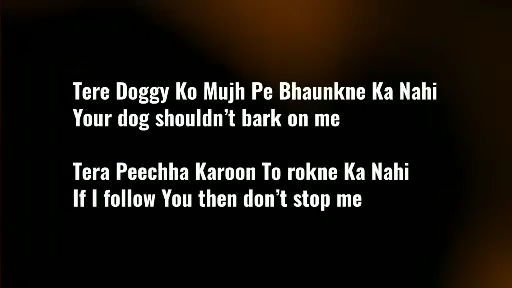 Tere Doggy Ko Mujh Pe Bhaunkne Ka Nahi
Your dog shouldn't bark on me
Tera Peechha Karoon To rokne Ka Nahi
If I follow You then don't stop me